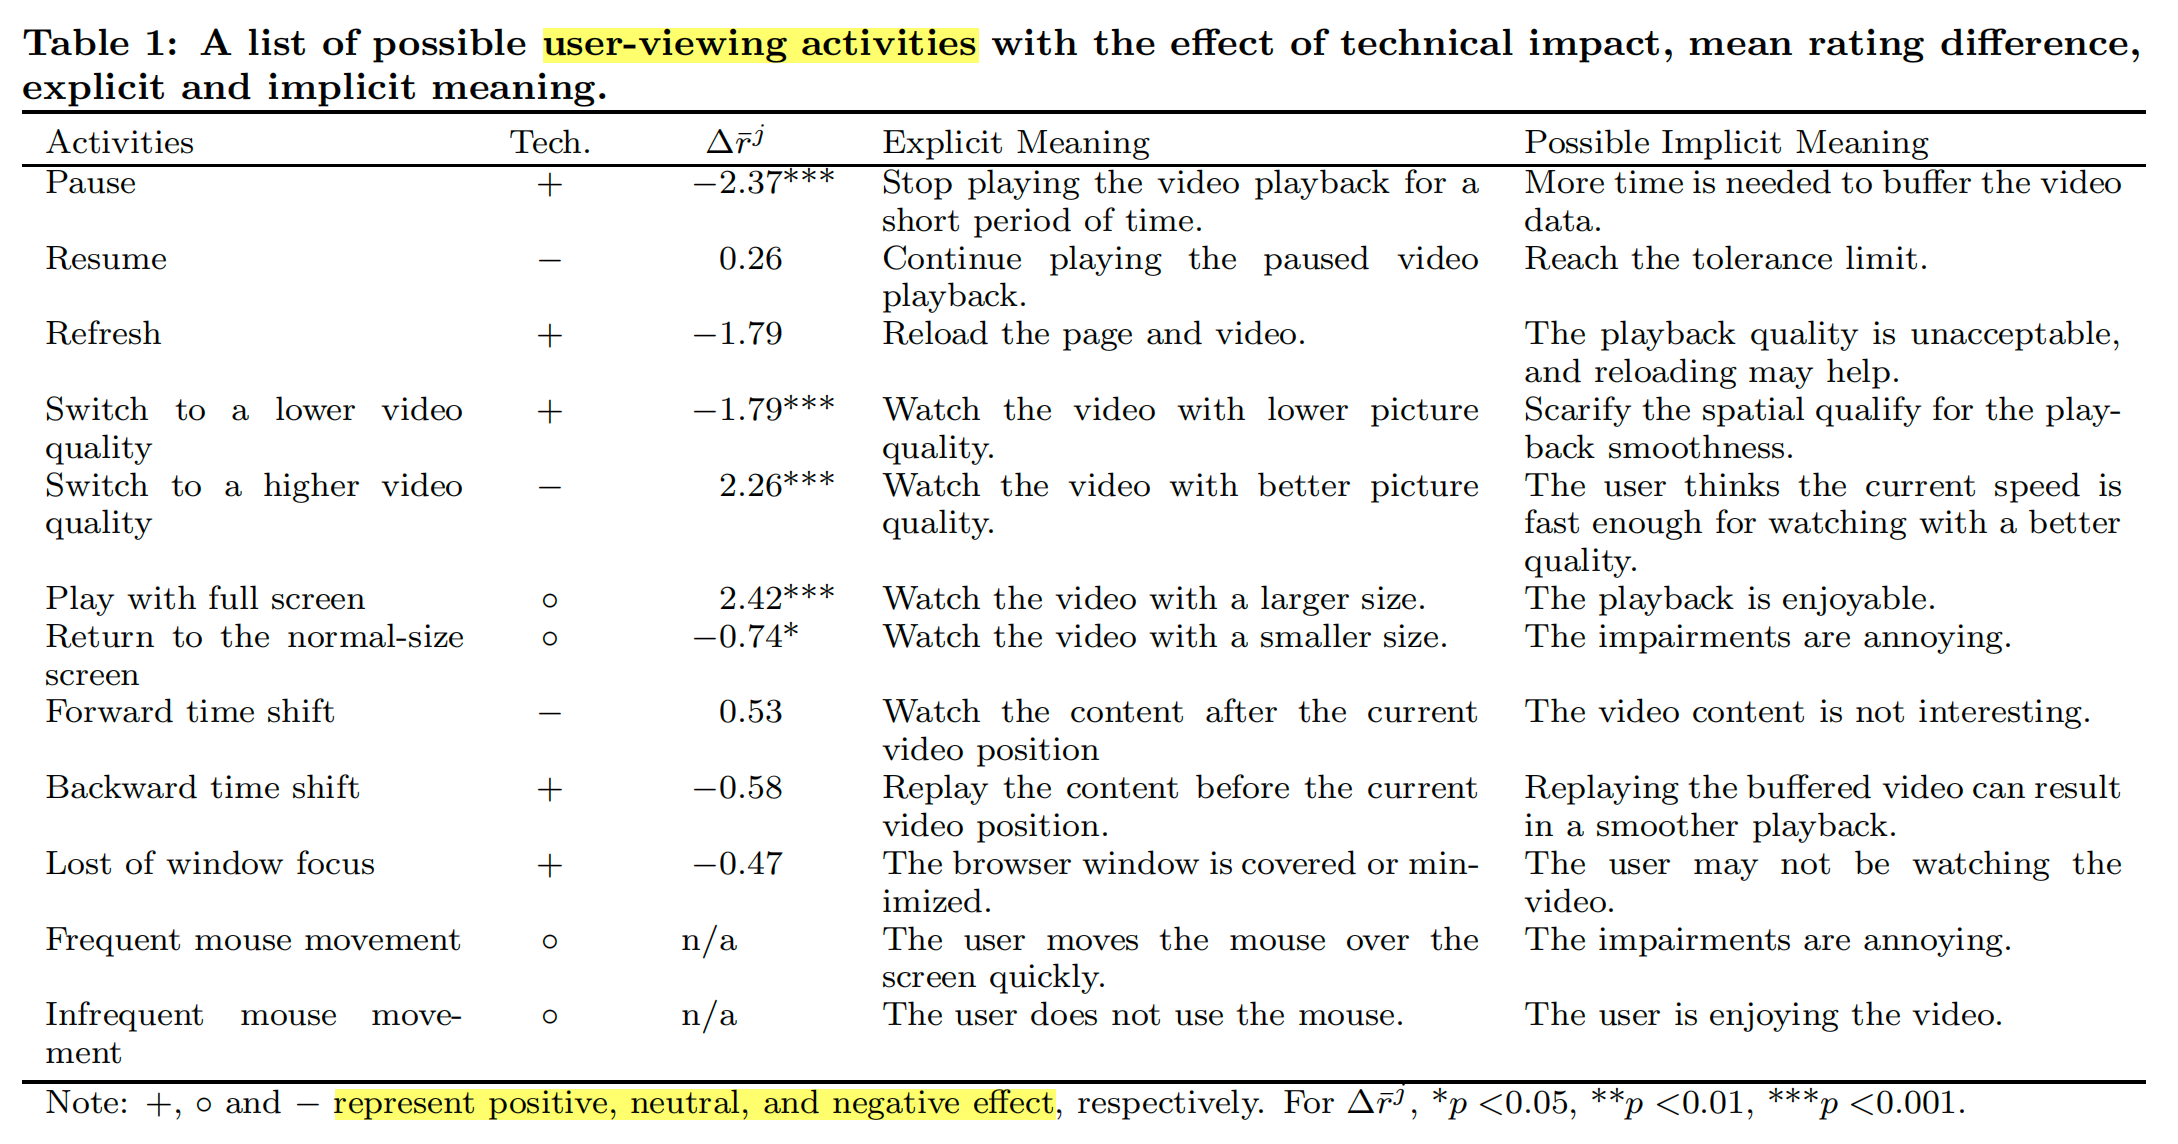 Table 1: A list of possible user-viewing activities with the effect of technical impact, mean rating difference,
explicit and implicit meaning.
Activities Tech. Δr̄ʲ Explicit Meaning Possible Implicit Meaning
Pause + −2.37*** Stop playing the video playback for a More time is needed to buffer the video
short period of time. data.
Resume − 0.26 Continue playing the paused video Reach the tolerance limit.
playback.
Refresh + −1.79 Reload the page and video. The playback quality is unacceptable,
and reloading may help.
Switch to a lower video + −1.79*** Watch the video with lower picture Scarify the spatial qualify for the play-
quality quality. back smoothness.
Switch to a higher video − 2.26*** Watch the video with better picture The user thinks the current speed is
quality quality. fast enough for watching with a better
quality.
Play with full screen ∘ 2.42*** Watch the video with a larger size. The playback is enjoyable.
Return to the normal-size ∘ −0.74* Watch the video with a smaller size. The impairments are annoying.
screen
Forward time shift − 0.53 Watch the content after the current The video content is not interesting.
video position
Backward time shift + −0.58 Replay the content before the current Replaying the buffered video can result
video position. in a smoother playback.
Lost of window focus + −0.47 The browser window is covered or min- The user may not be watching the
imized. video.
Frequent mouse movement ∘ n/a The user moves the mouse over the The impairments are annoying.
screen quickly.
Infrequent mouse move- ∘ n/a The user does not use the mouse. The user is enjoying the video.
ment
Note: +, ∘ and − represent positive, neutral, and negative effect, respectively. For Δr̄ʲ, *p <0.05, **p <0.01, ***p <0.001.